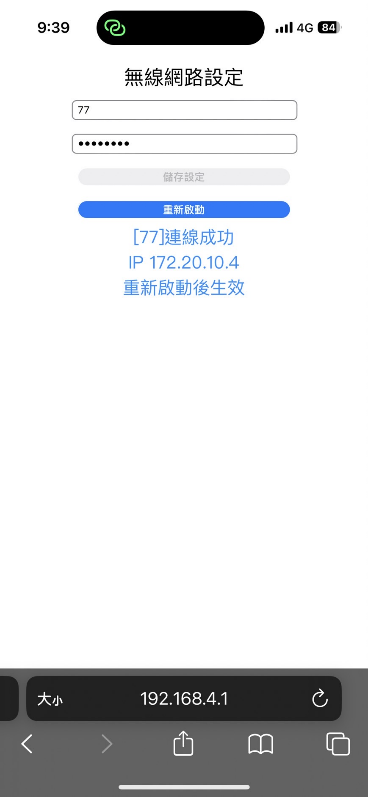 9:39
4G
84
無線網路設定
77
••••••••
儲存設定
重新啟動
[77]連線成功
IP 172.20.10.4
重新啟動後生效
大小
192.168.4.1